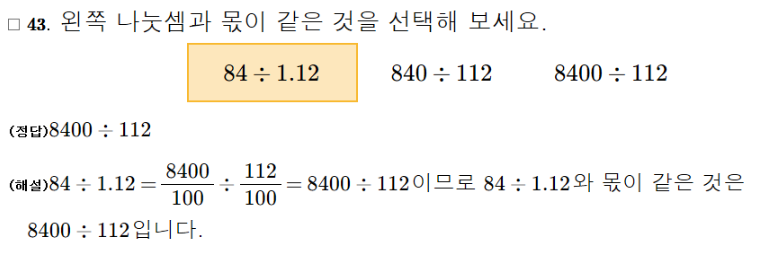 □ 43. 왼쪽 나눗셈과 몫이 같은 것을 선택해 보세요.
84 ÷ 1.12 840 ÷ 112 8400 ÷ 112
(정답)8400 ÷ 112
(해설)84 ÷ 1.12 = 8400/100 ÷ 112/100 = 8400 ÷ 112이므로 84 ÷ 1.12와 몫이 같은 것은
8400 ÷ 112입니다.